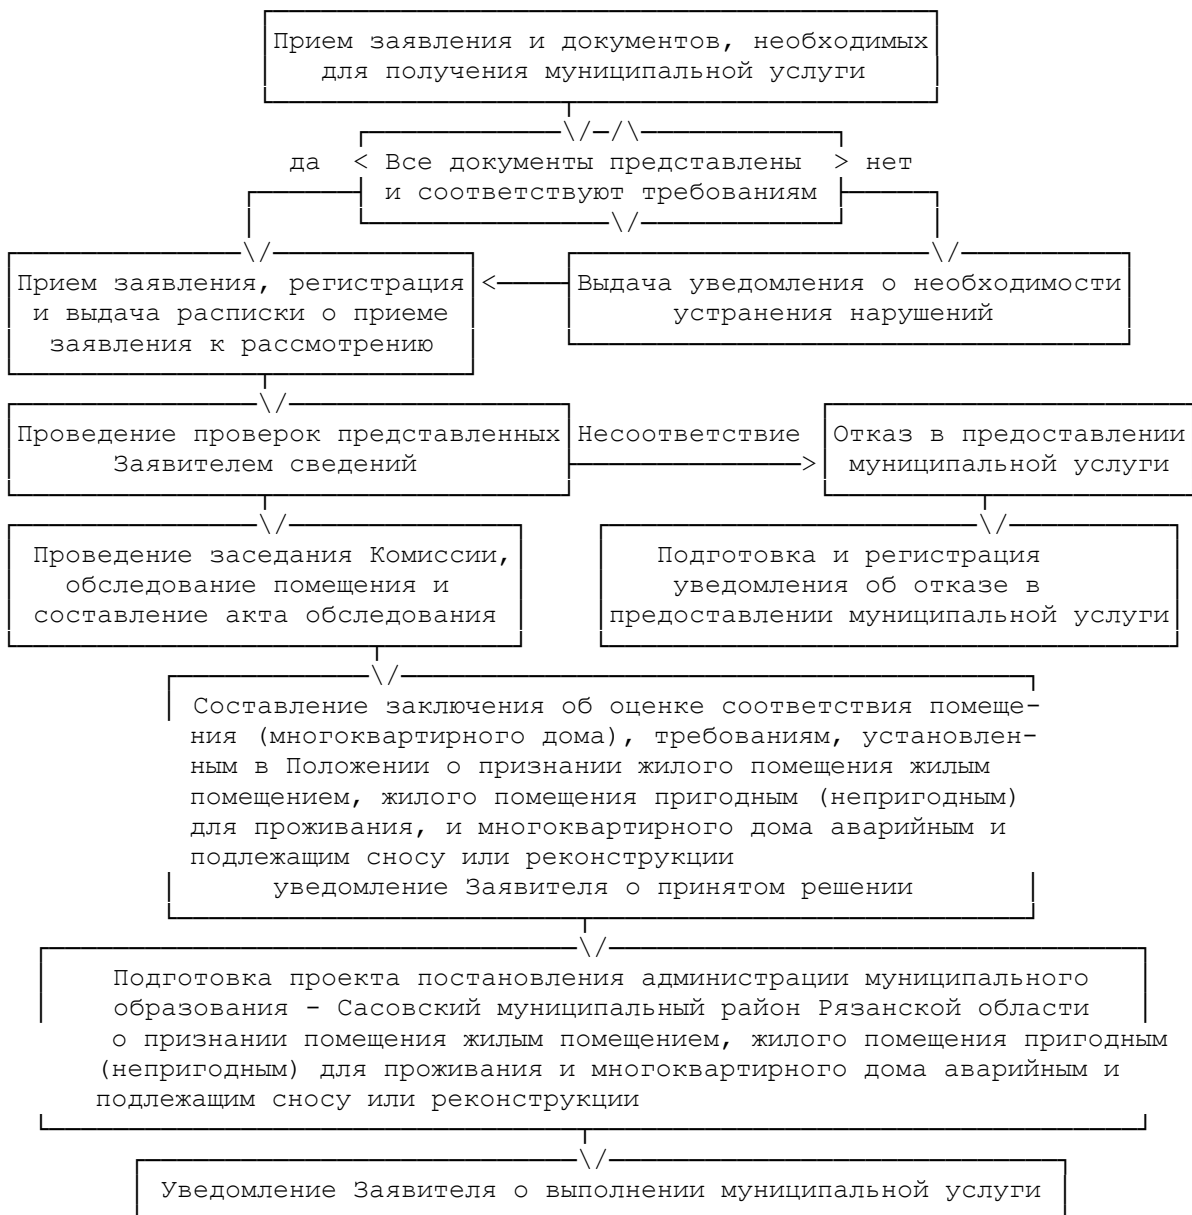 Прием заявления и документов, необходимых
для получения муниципальной услуги
да < Все документы представлены > нет
и соответствуют требованиям
Прием заявления, регистрация
и выдача расписки о приеме
заявления к рассмотрению
Выдача уведомления о необходимости
устранения нарушений
Проведение проверок представленных
Заявителем сведений
Несоответствие
Отказ в предоставлении
муниципальной услуги
Проведение заседания Комиссии,
обследование помещения и
составление акта обследования
Подготовка и регистрация
уведомления об отказе в
предоставлении муниципальной услуги
Составление заключения об оценке соответствия помеще-
ния (многоквартирного дома), требованиям, установлен-
ным в Положении о признании жилого помещения жилым
помещением, жилого помещения пригодным (непригодным)
для проживания, и многоквартирного дома аварийным и
подлежащим сносу или реконструкции
уведомление Заявителя о принятом решении
Подготовка проекта постановления администрации муниципального
образования - Сасовский муниципальный район Рязанской области
о признании помещения жилым помещением, жилого помещения пригодным
(непригодным) для проживания и многоквартирного дома аварийным и
подлежащим сносу или реконструкции
Уведомление Заявителя о выполнении муниципальной услуги